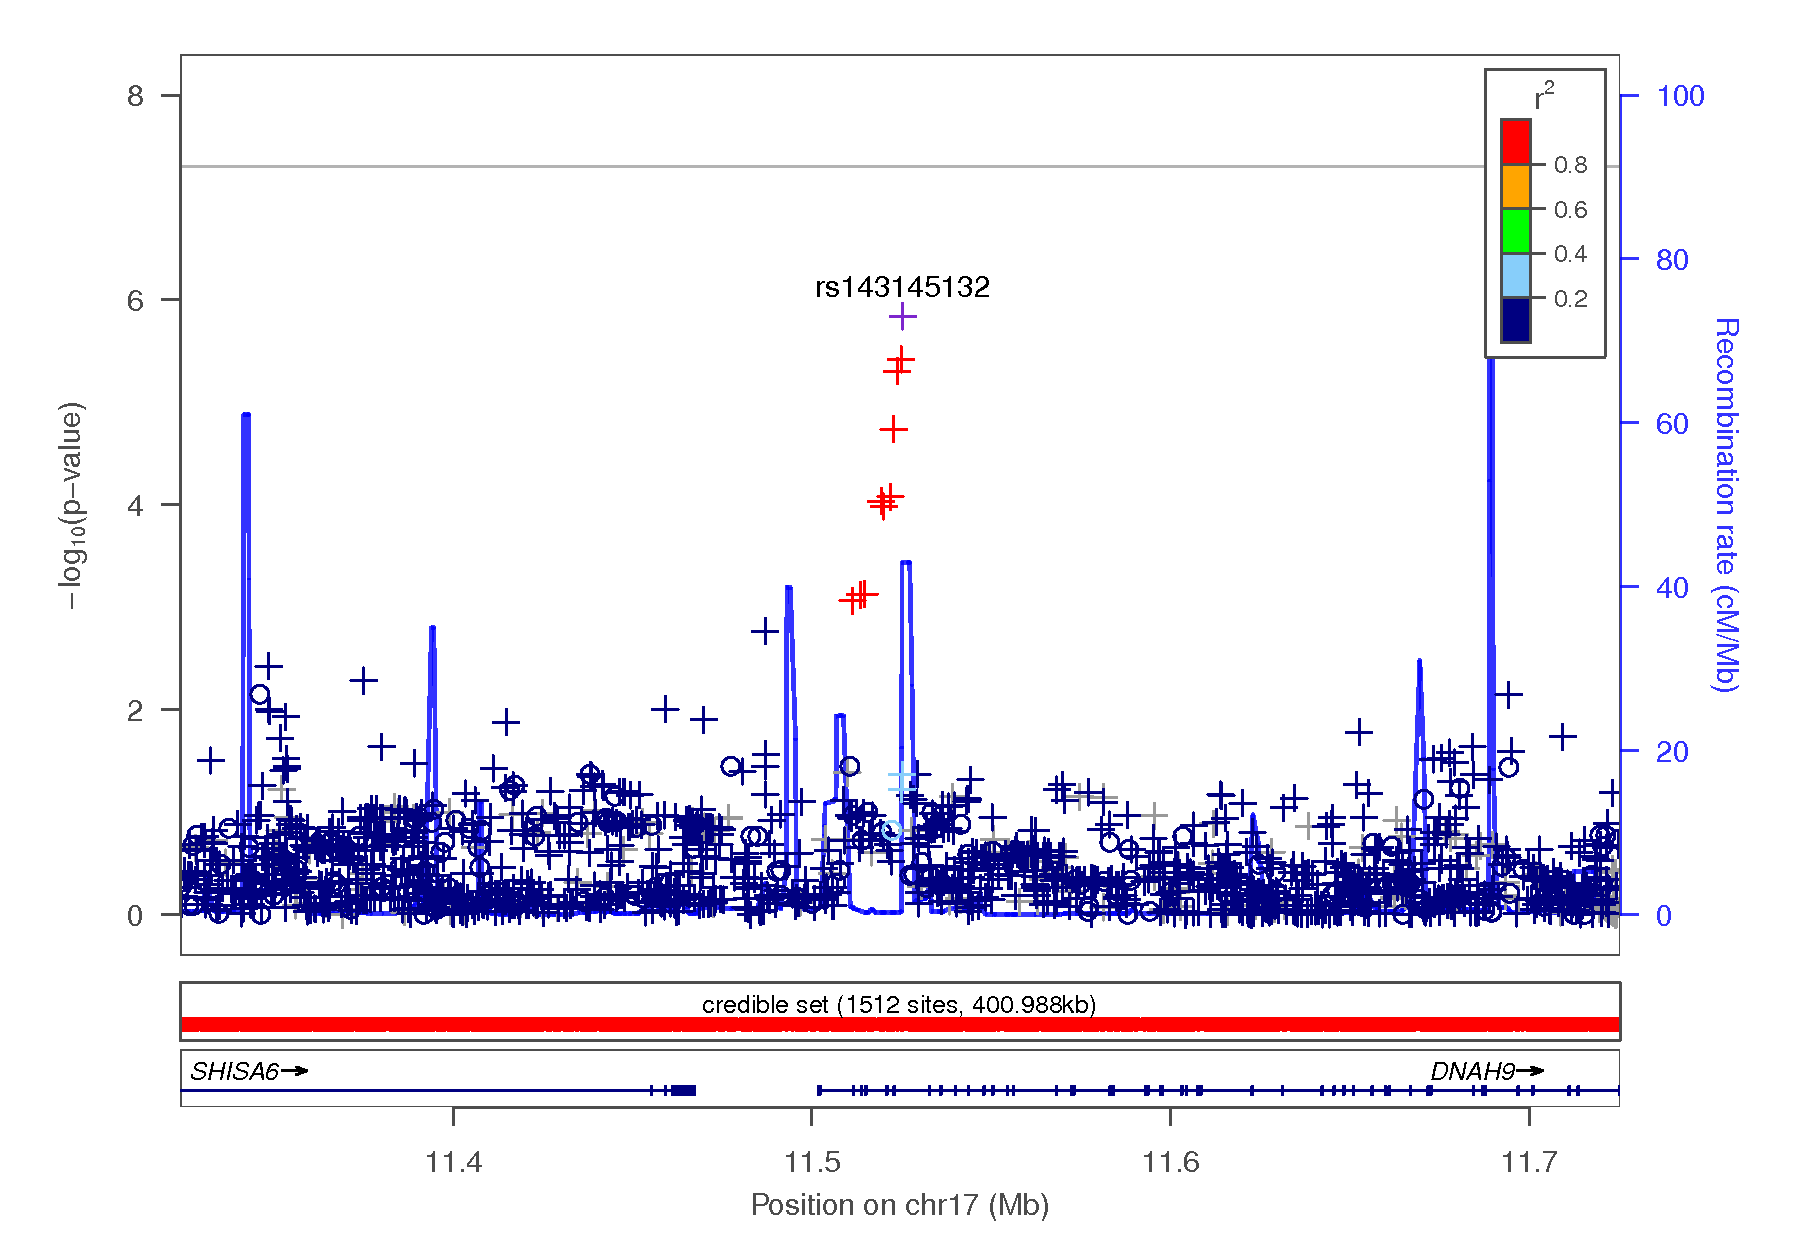 rs143145132
r2
0.8
0.6
0.4
0.2
8
6
4
2
0
−log10(p−value)
100
80
60
40
20
0
Recombination rate (cM/Mb)
credible set (1512 sites, 400.988kb)
SHISA6→
DNAH9→
11.4 11.5 11.6 11.7
Position on chr17 (Mb)